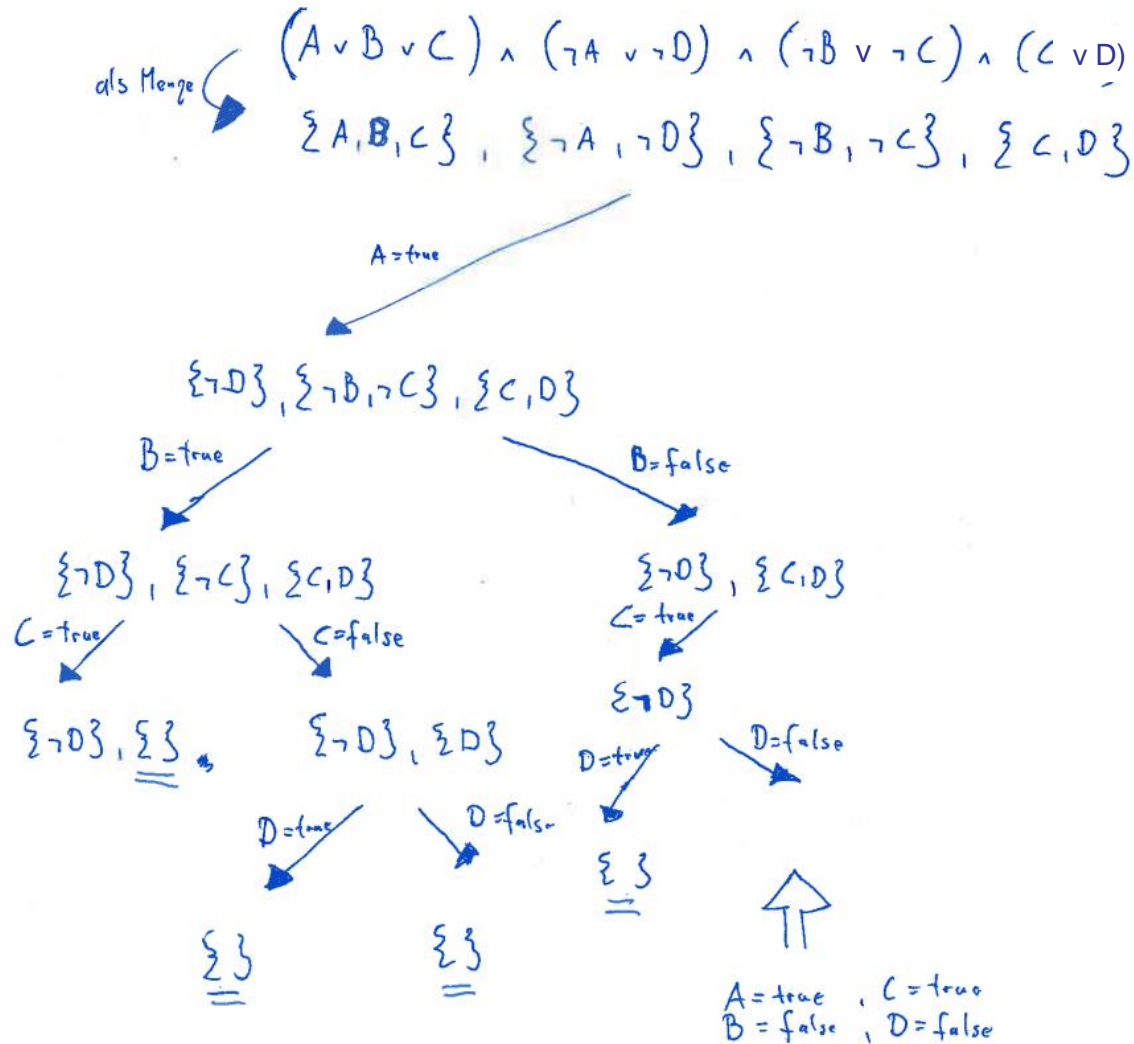 (A ∨ B ∨ C) ∧ (¬A ∨ ¬D) ∧ (¬B ∨ ¬C) ∧ (C ∨ D)
als Menge
{A, B, C}, {¬A, ¬D}, {¬B, ¬C}, {C, D}
A=true
{¬D}, {¬B, ¬C}, {C, D}
B=true B=false
{¬D}, {¬C}, {C, D} {¬D}, {C, D}
C=true C=false C=true
{¬D}, {} {¬D}, {D} {¬D}
D=true D=false D=true D=false
{} {} {}
A=true, C=true
B=false, D=false